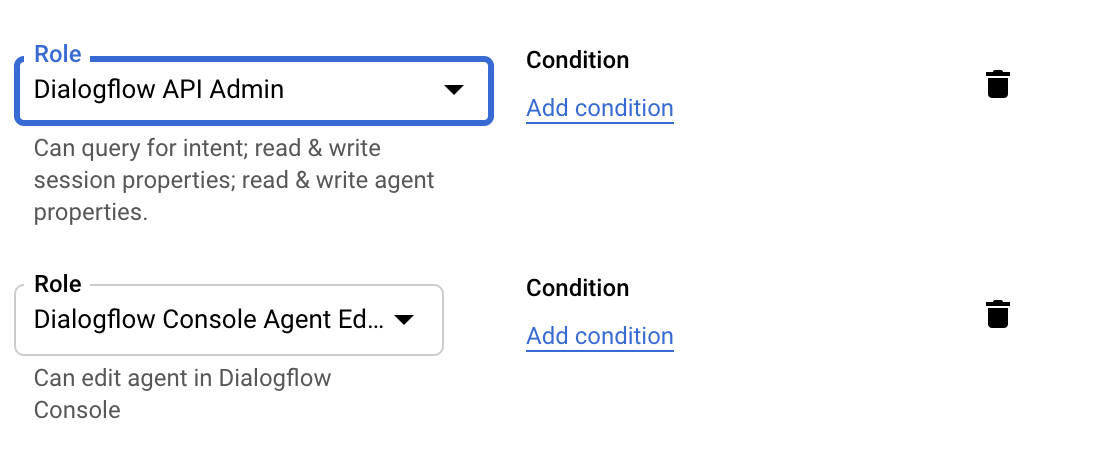 Role
Dialogflow API Admin
Condition
Add condition
Can query for intent; read & write
session properties; read & write agent
properties.
Role
Dialogflow Console Agent Ed...
Condition
Add condition
Can edit agent in Dialogflow
Console